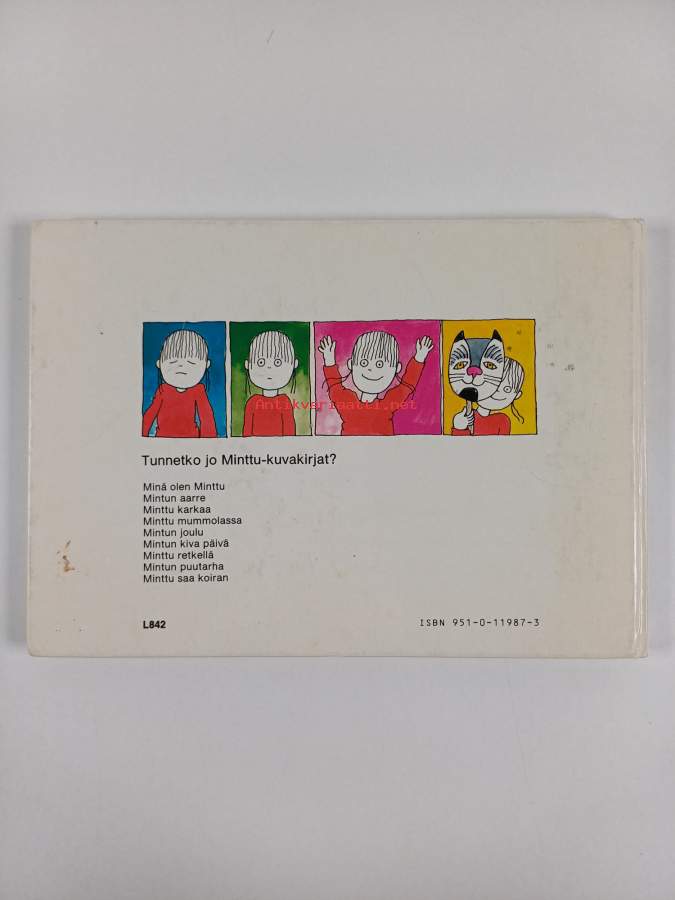 Antikvariaatti.net
Tunnetko jo Minttu-kuvakirjat?
Minä olen Minttu
Mintun aarre
Minttu karkaa
Minttu mummolassa
Mintun joulu
Mintun kiva päivä
Minttu retkellä
Mintun puutarha
Minttu saa koiran
L842
ISBN 951-0-11987-3